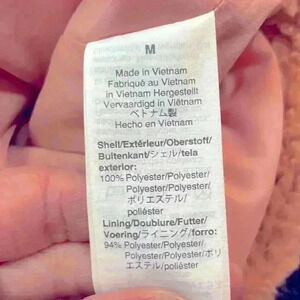 M
Made in Vietnam
Fabriqué au Vietnam
in Vietnam Hergestellt
Vervaardigd in Viêtnam
ベトナム製
Hecho en Vietnam
Shell/Extérieur/Oberstoff/
Buitenkant/シェル/tela
exterior:
100% Polyester/Polyester/
Polyester/Polyester/
ポリエステル/
poliéster
Lining/Doublure/Futter/
Voering/ライニング/forro:
94% Polyester/Polyester/
Polyester/Polyester/ポリ
エステル/poliéster